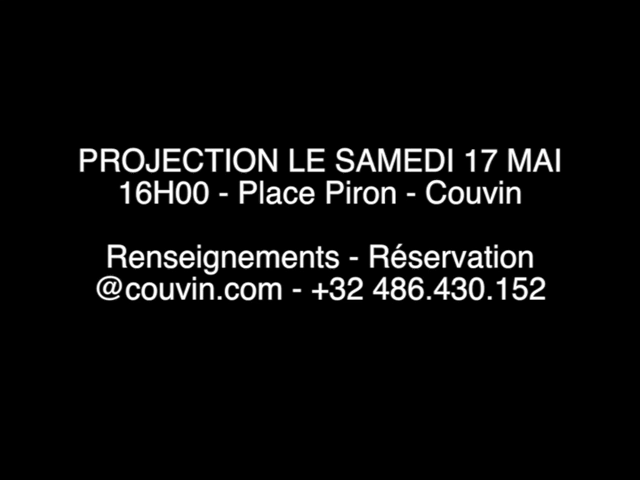 PROJECTION LE SAMEDI 17 MAI
16H00 - Place Piron - Couvin
Renseignements - Réservation
@couvin.com - +32 486.430.152